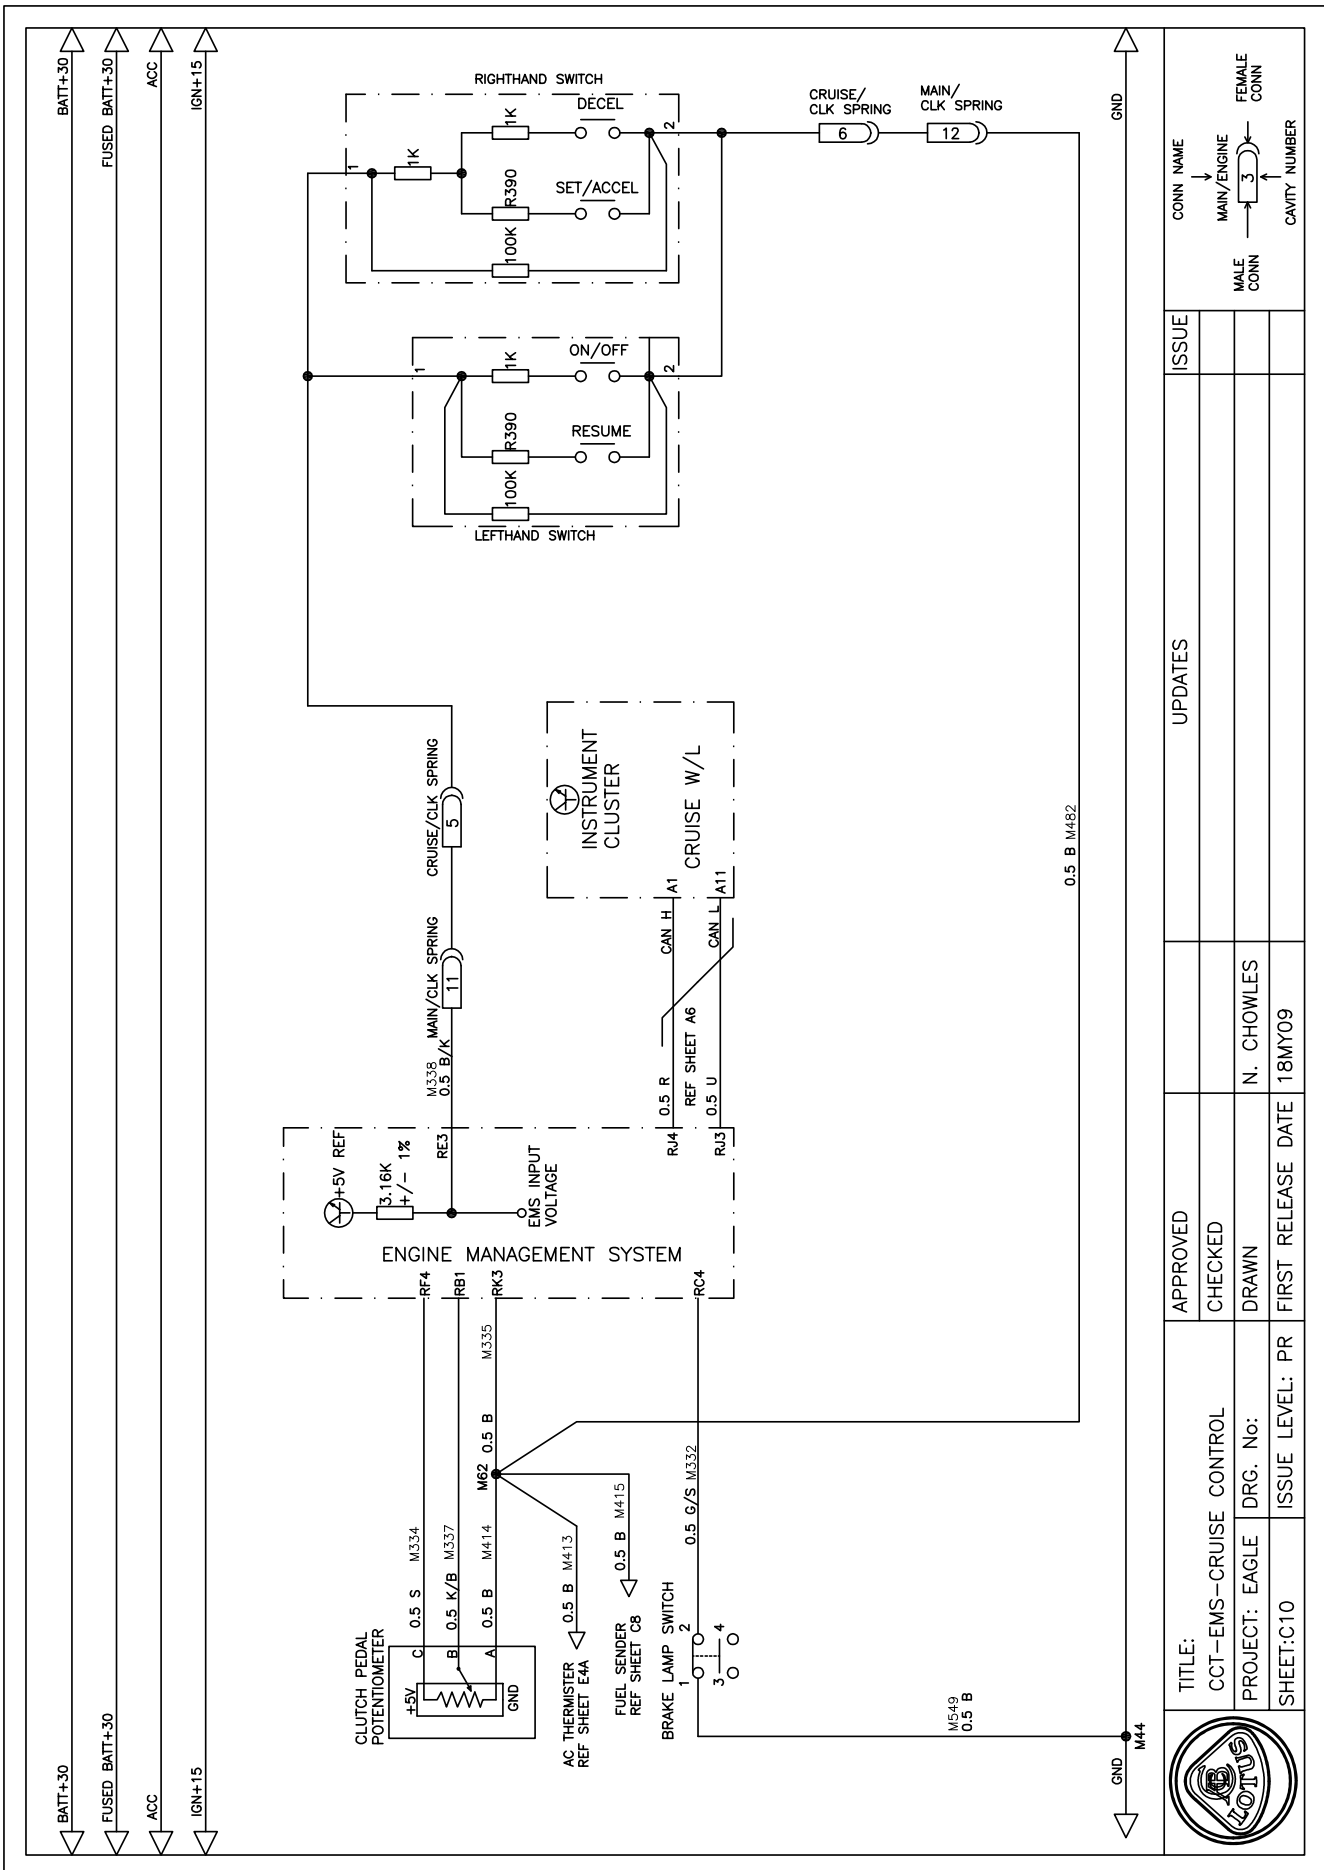 BATT+30
BATT+30
FUSED BATT+30
FUSED BATT+30
ACC
ACC
IGN+15
IGN+15
RIGHTHAND SWITCH
1
1K
1K
DECEL
R390
SET/ACCEL
100K
2
CRUISE/
CLK SPRING
6
MAIN/
CLK SPRING
12
1
1K
ON/OFF
R390
RESUME
100K
2
LEFTHAND SWITCH
CRUISE/CLK SPRING
5
MAIN/CLK SPRING
11
M338
0.5 B/K
INSTRUMENT
CLUSTER
CRUISE W/L
A1
A11
CAN H
CAN L
REF SHEET A6
0.5 R
0.5 U
0.5 B M482
+5V REF
3.16K
+/- 1%
RE3
EMS INPUT
VOLTAGE
RJ4
RJ3
ENGINE MANAGEMENT SYSTEM
RF4
RB1
RK3
RC4
M335
0.5 B
M62
0.5 S M334
0.5 K/B M337
0.5 B M414
CLUTCH PEDAL
POTENTIOMETER
+5V
GND
C
B
A
0.5 B M413
AC THERMISTER
REF SHEET E4A
0.5 B M415
FUEL SENDER
REF SHEET C8
0.5 G/S M332
BRAKE LAMP SWITCH
1
2
3
4
M549
0.5 B
GND
M44
GND
TITLE:
CCT-EMS-CRUISE CONTROL
PROJECT: EAGLE
DRG. No:
SHEET:C10
ISSUE LEVEL: PR
APPROVED
CHECKED
DRAWN
N. CHOWLES
FIRST RELEASE DATE
18MY09
UPDATES
ISSUE
CONN NAME
MAIN/ENGINE
MALE
CONN
3
FEMALE
CONN
CAVITY NUMBER
LOTUS